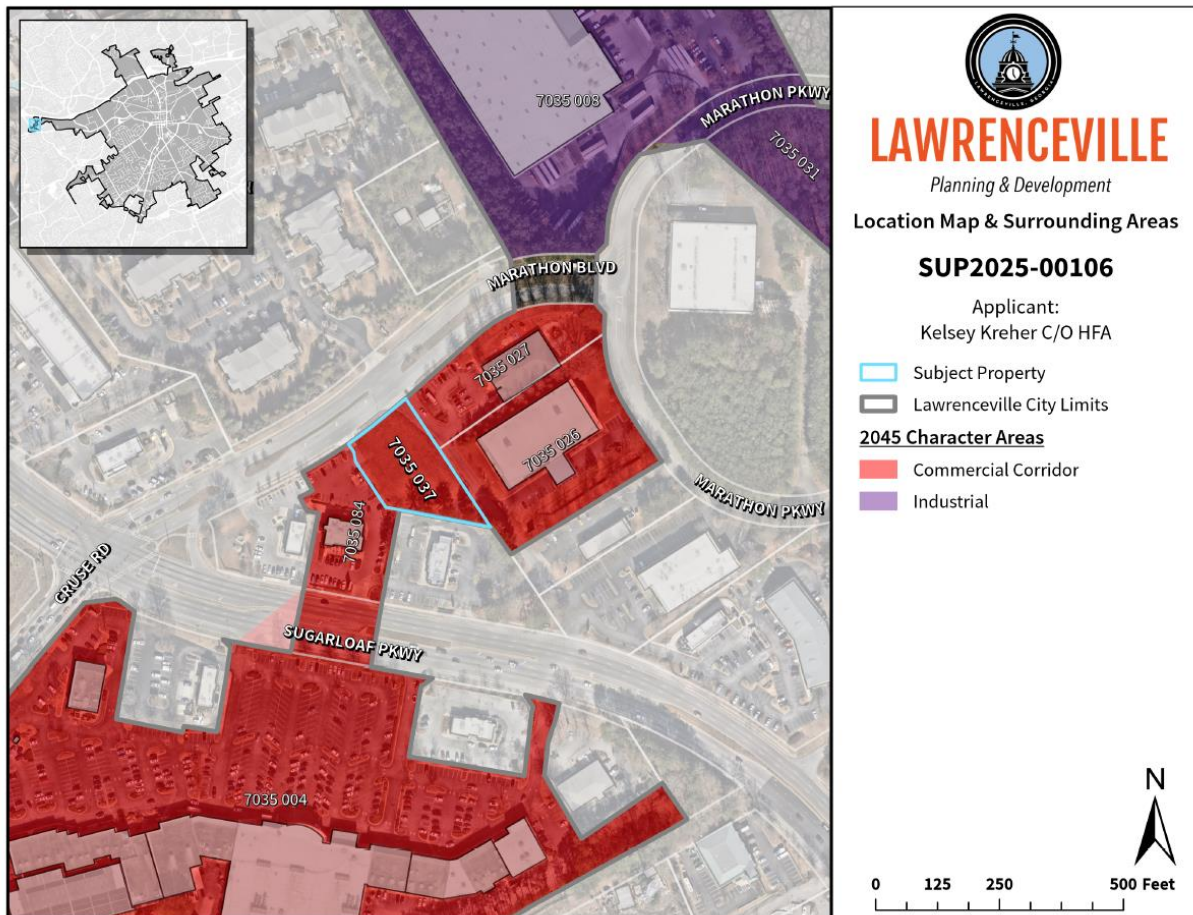 7035 008
MARATHON PKWY
7035 031
MARATHON BLVD
7035 027
7035 026
7035 037
MARATHON PKWY
7035 084
CRUSE RD
SUGARLOAF PKWY
7035 004
LAWRENCEVILLE, GEORGIA
LAWRENCEVILLE
Planning & Development
Location Map & Surrounding Areas
SUP2025-00106
Applicant:
Kelsey Kreher C/O HFA
Subject Property
Lawrenceville City Limits
2045 Character Areas
Commercial Corridor
Industrial
N
0 125 250 500 Feet